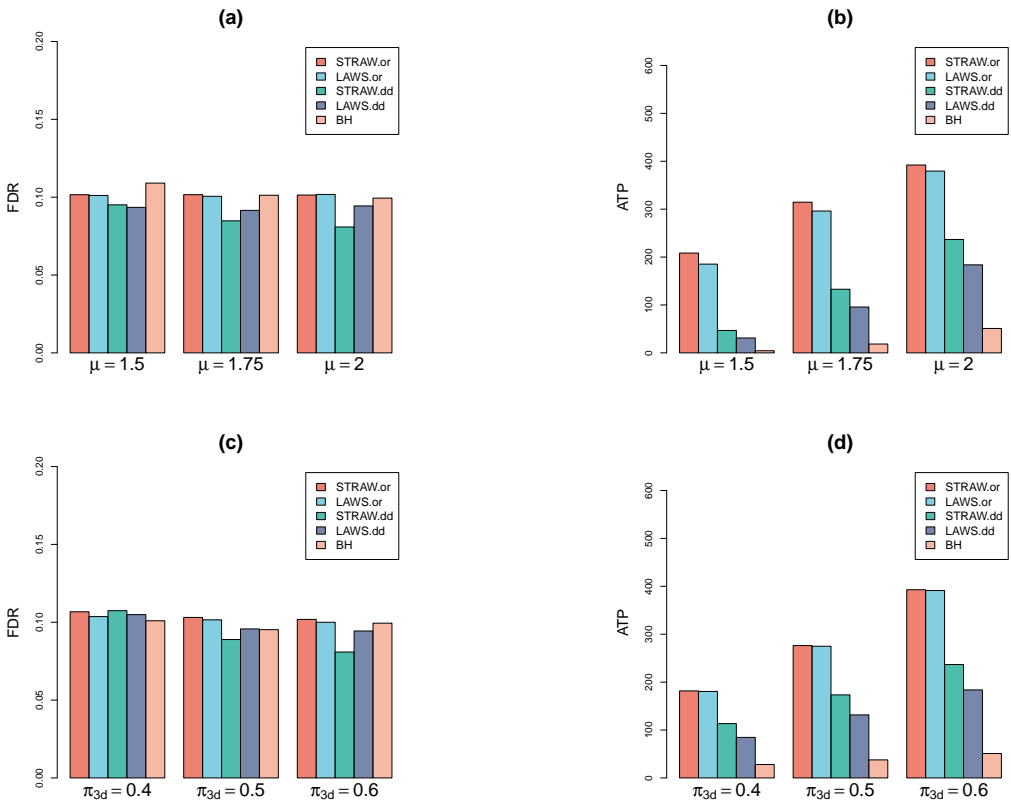 (a)
FDR
0.20
0.15
0.10
0.05
0.00
STRAW.or
LAWS.or
STRAW.dd
LAWS.dd
BH
μ = 1.5
μ = 1.75
μ = 2
(b)
ATP
600
500
400
300
200
100
0
STRAW.or
LAWS.or
STRAW.dd
LAWS.dd
BH
μ = 1.5
μ = 1.75
μ = 2
(c)
FDR
0.20
0.15
0.10
0.05
0.00
STRAW.or
LAWS.or
STRAW.dd
LAWS.dd
BH
π3d = 0.4
π3d = 0.5
π3d = 0.6
(d)
ATP
600
500
400
300
200
100
0
STRAW.or
LAWS.or
STRAW.dd
LAWS.dd
BH
π3d = 0.4
π3d = 0.5
π3d = 0.6